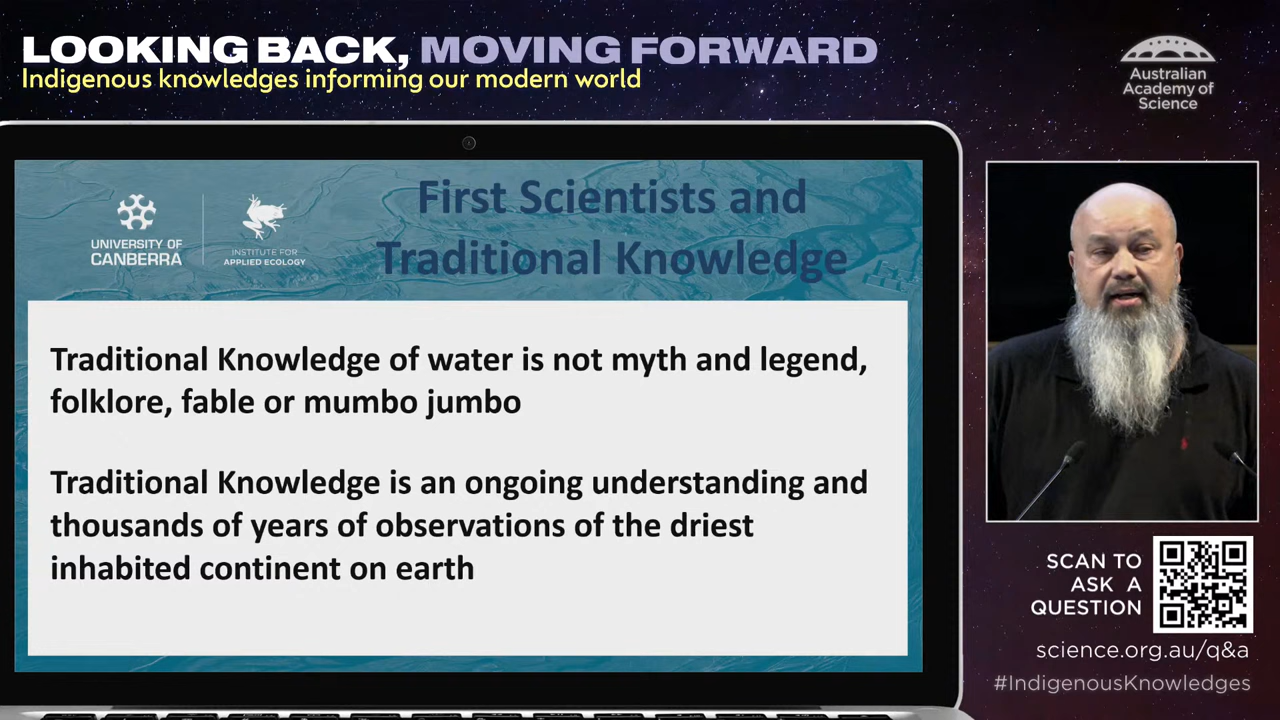 LOOKING BACK, MOVING FORWARD
Indigenous knowledges informing our modern world
Australian
Academy of
Science
UNIVERSITY OF
CANBERRA
INSTITUTE FOR
APPLIED ECOLOGY
First Scientists and
Traditional Knowledge
Traditional Knowledge of water is not myth and legend,
folklore, fable or mumbo jumbo
Traditional Knowledge is an ongoing understanding and
thousands of years of observations of the driest
inhabited continent on earth
SCAN TO
ASK A
QUESTION
science.org.au/q&a
#IndigenousKnowledges